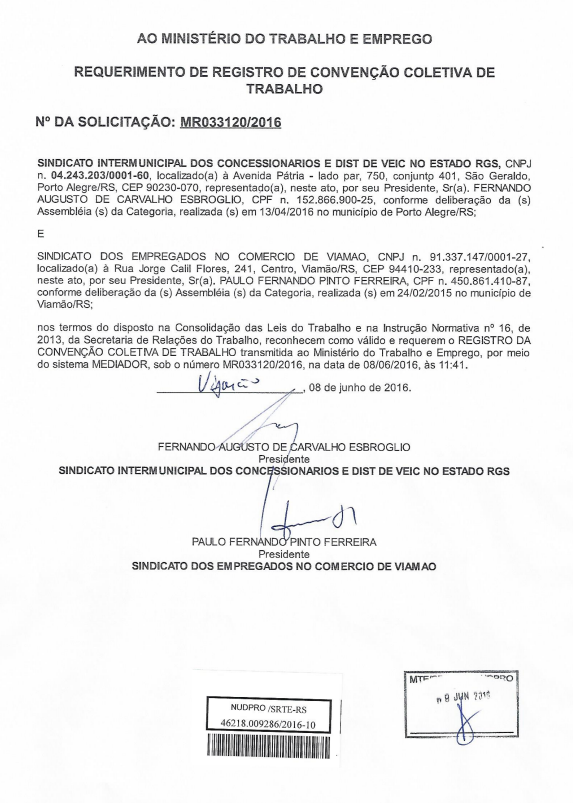 AO MINISTÉRIO DO TRABALHO E EMPREGO
REQUERIMENTO DE REGISTRO DE CONVENÇÃO COLETIVA DE
TRABALHO
Nº DA SOLICITAÇÃO: MR033120/2016
SINDICATO INTERMUNICIPAL DOS CONCESSIONARIOS E DIST DE VEIC NO ESTADO RGS, CNPJ
n. 04.243.203/0001-60, localizado(a) à Avenida Pátria - lado par, 750, conjunto 401, São Geraldo,
Porto Alegre/RS, CEP 90230-070, representado(a), neste ato, por seu Presidente, Sr(a). FERNANDO
AUGUSTO DE CARVALHO ESBROGLIO, CPF n. 152.866.900-25, conforme deliberação da (s)
Assembléia (s) da Categoria, realizada (s) em 13/04/2016 no município de Porto Alegre/RS;
E
SINDICATO DOS EMPREGADOS NO COMERCIO DE VIAMAO, CNPJ n. 91.337.147/0001-27,
localizado(a) à Rua Jorge Calil Flores, 241, Centro, Viamão/RS, CEP 94410-233, representado(a),
neste ato, por seu Presidente, Sr(a). PAULO FERNANDO PINTO FERREIRA, CPF n. 450.861.410-87,
conforme deliberação da (s) Assembléia (s) da Categoria, realizada (s) em 24/02/2015 no município de
Viamão/RS;
nos termos do disposto na Consolidação das Leis do Trabalho e na Instrução Normativa nº 16, de
2013, da Secretaria de Relações do Trabalho, reconhecem como válido e requerem o REGISTRO DA
CONVENÇÃO COLETIVA DE TRABALHO transmitida ao Ministério do Trabalho e Emprego, por meio
do sistema MEDIADOR, sob o número MR033120/2016, na data de 08/06/2016, às 11:41.
Viamão, 08 de junho de 2016.
FERNANDO AUGUSTO DE CARVALHO ESBROGLIO
Presidente
SINDICATO INTERMUNICIPAL DOS CONCESSIONARIOS E DIST DE VEIC NO ESTADO RGS
PAULO FERNANDO PINTO FERREIRA
Presidente
SINDICATO DOS EMPREGADOS NO COMERCIO DE VIAMAO
NUDPRO /SRTE-RS
46218.009286/2016-10
JUN 2016